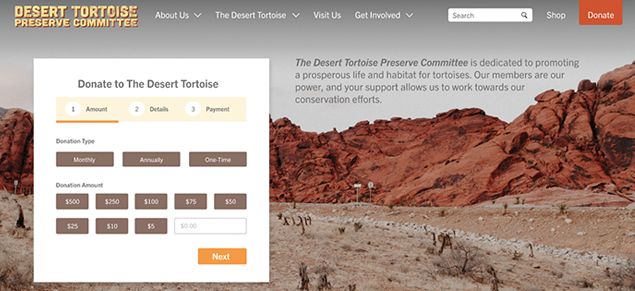 DESERT TORTOISE
PRESERVE COMMITTEE
About Us
The Desert Tortoise
Visit Us
Get Involved
Search
Shop
Donate
The Desert Tortoise Preserve Committee is dedicated to promoting
a prosperous life and habitat for tortoises. Our members are our
power, and your support allows us to work towards our
conservation efforts.
Donate to The Desert Tortoise
1 Amount
2 Details
3 Payment
Donation Type
Monthly
Annually
One-Time
Donation Amount
$500 $250 $100 $75 $50
$25 $10 $5 $0.00
Next